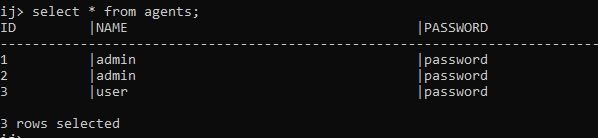 ij> select * from agents;
ID |NAME |PASSWORD
--------------------------------------------------------------------------------
1 |admin |password
2 |admin |password
3 |user |password
3 rows selected
ij>